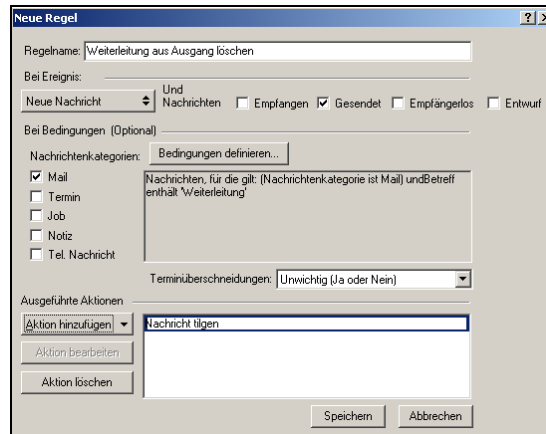 Neue Regel
Regelname: Weiterleitung aus Ausgang löschen
Bei Ereignis:
Neue Nachricht
Und Nachrichten
Empfangen Gesendet Empfängerlos Entwurf
Bei Bedingungen (Optional)
Nachrichtenkategorien: Bedingungen definieren...
Mail
Termin
Job
Notiz
Tel. Nachricht
Nachrichten, für die gilt: (Nachrichtenkategorie ist Mail) undBetreff
enthält 'Weiterleitung'
Terminüberschneidungen: Unwichtig (Ja oder Nein)
Ausgeführte Aktionen
Aktion hinzufügen
Nachricht tilgen
Aktion bearbeiten
Aktion löschen
Speichern Abbrechen